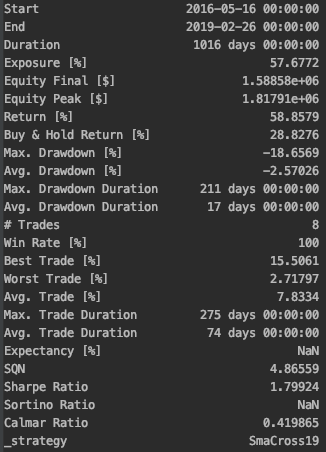 Start 2016-05-16 00:00:00
End 2019-02-26 00:00:00
Duration 1016 days 00:00:00
Exposure [%] 57.6772
Equity Final [$] 1.58858e+06
Equity Peak [$] 1.81791e+06
Return [%] 58.8579
Buy & Hold Return [%] 28.8276
Max. Drawdown [%] -18.6569
Avg. Drawdown [%] -2.57026
Max. Drawdown Duration 211 days 00:00:00
Avg. Drawdown Duration 17 days 00:00:00
# Trades 8
Win Rate [%] 100
Best Trade [%] 15.5061
Worst Trade [%] 2.71797
Avg. Trade [%] 7.8334
Max. Trade Duration 275 days 00:00:00
Avg. Trade Duration 74 days 00:00:00
Expectancy [%] NaN
SQN 4.86559
Sharpe Ratio 1.79924
Sortino Ratio NaN
Calmar Ratio 0.419865
_strategy SmaCross19